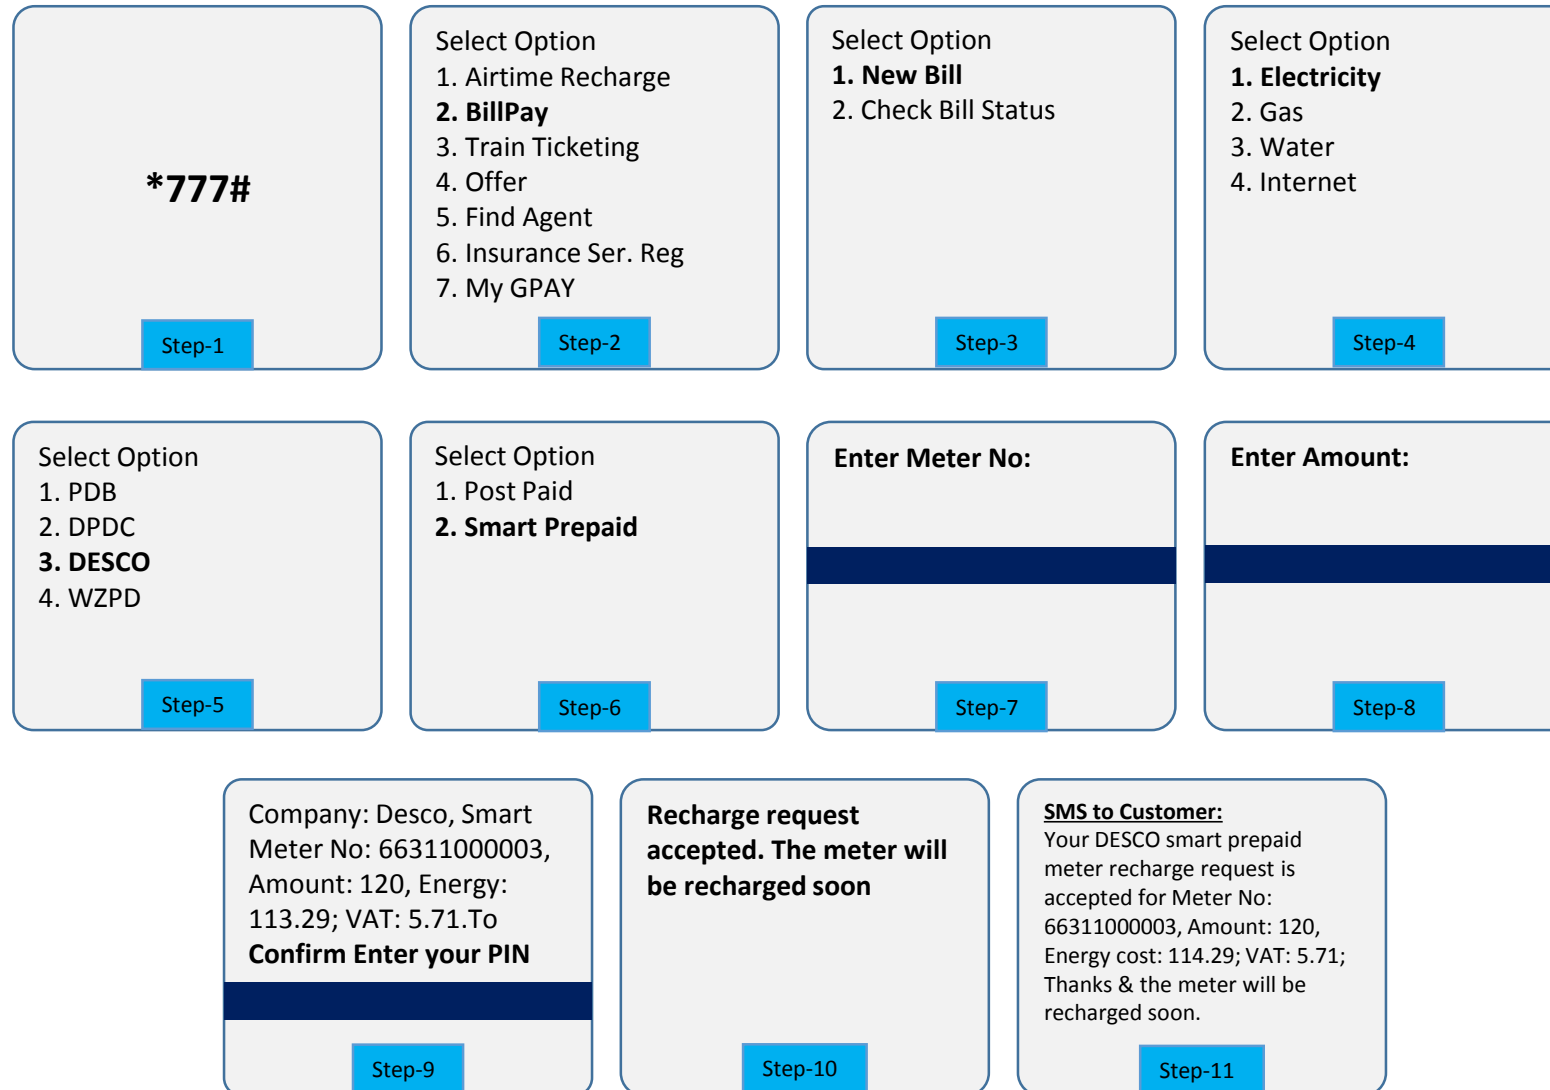 *777#
Step-1
Select Option
1. Airtime Recharge
2. BillPay
3. Train Ticketing
4. Offer
5. Find Agent
6. Insurance Ser. Reg
7. My GPAY
Step-2
Select Option
1. New Bill
2. Check Bill Status
Step-3
Select Option
1. Electricity
2. Gas
3. Water
4. Internet
Step-4
Select Option
1. PDB
2. DPDC
3. DESCO
4. WZPD
Step-5
Select Option
1. Post Paid
2. Smart Prepaid
Step-6
Enter Meter No:
Step-7
Enter Amount:
Step-8
Company: Desco, Smart
Meter No: 66311000003,
Amount: 120, Energy:
113.29; VAT: 5.71.To
Confirm Enter your PIN
Step-9
Recharge request
accepted. The meter will
be recharged soon
Step-10
SMS to Customer:
Your DESCO smart prepaid
meter recharge request is
accepted for Meter No:
66311000003, Amount: 120,
Energy cost: 114.29; VAT: 5.71;
Thanks & the meter will be
recharged soon.
Step-11